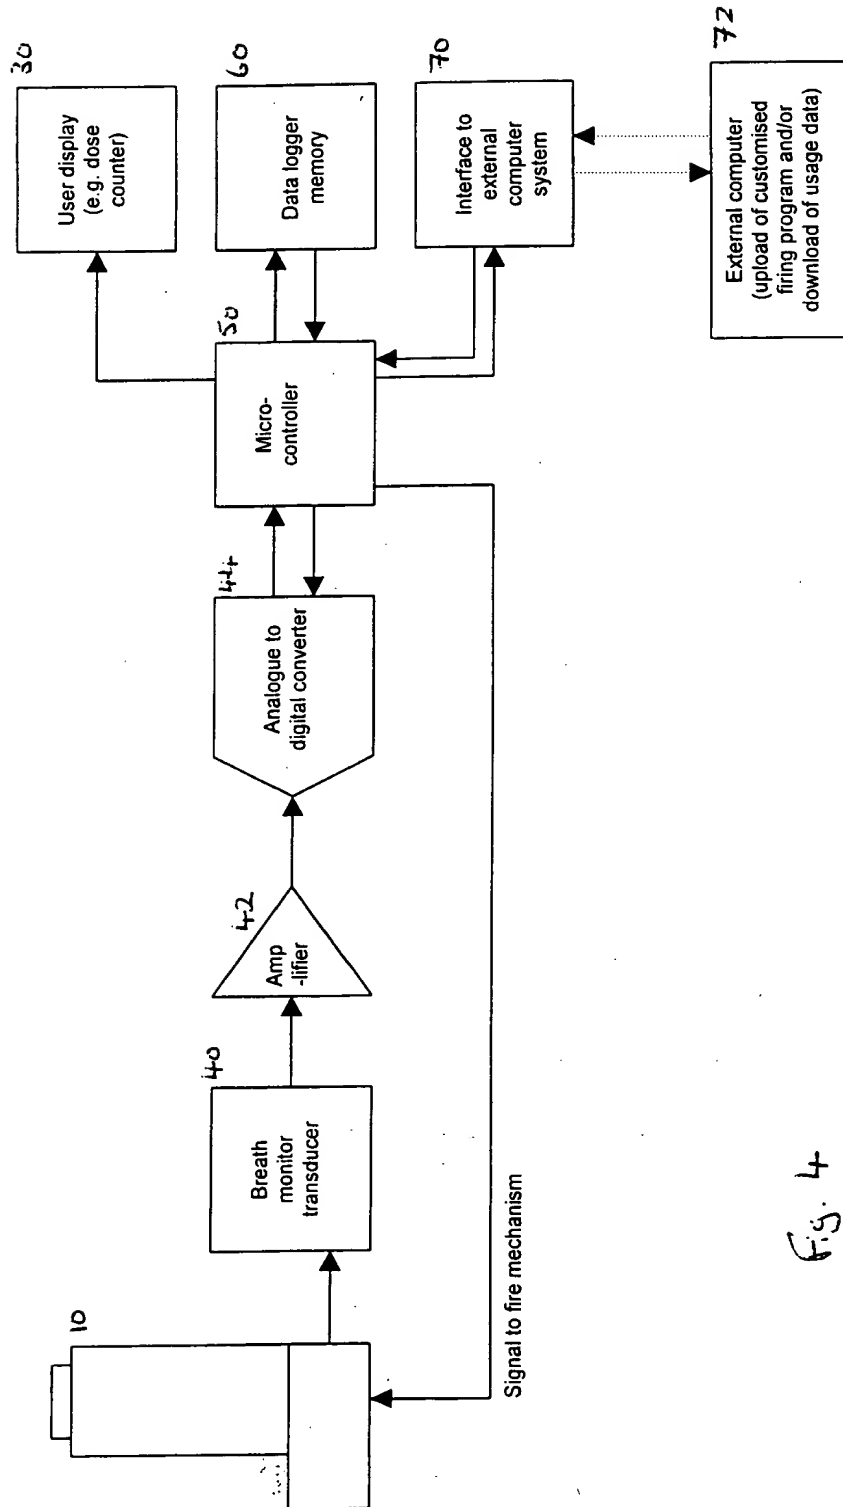 30
User display
(e.g. dose
counter)
60
Data logger
memory
70
Interface to
external
computer
system
72
External computer
(upload of customised
firing program and/or
download of usage data)
50
Micro-
controller
44
Analogue to
digital converter
42
Amp
-lifier
40
Breath
monitor
transducer
10
Signal to fire mechanism
Fig. 4